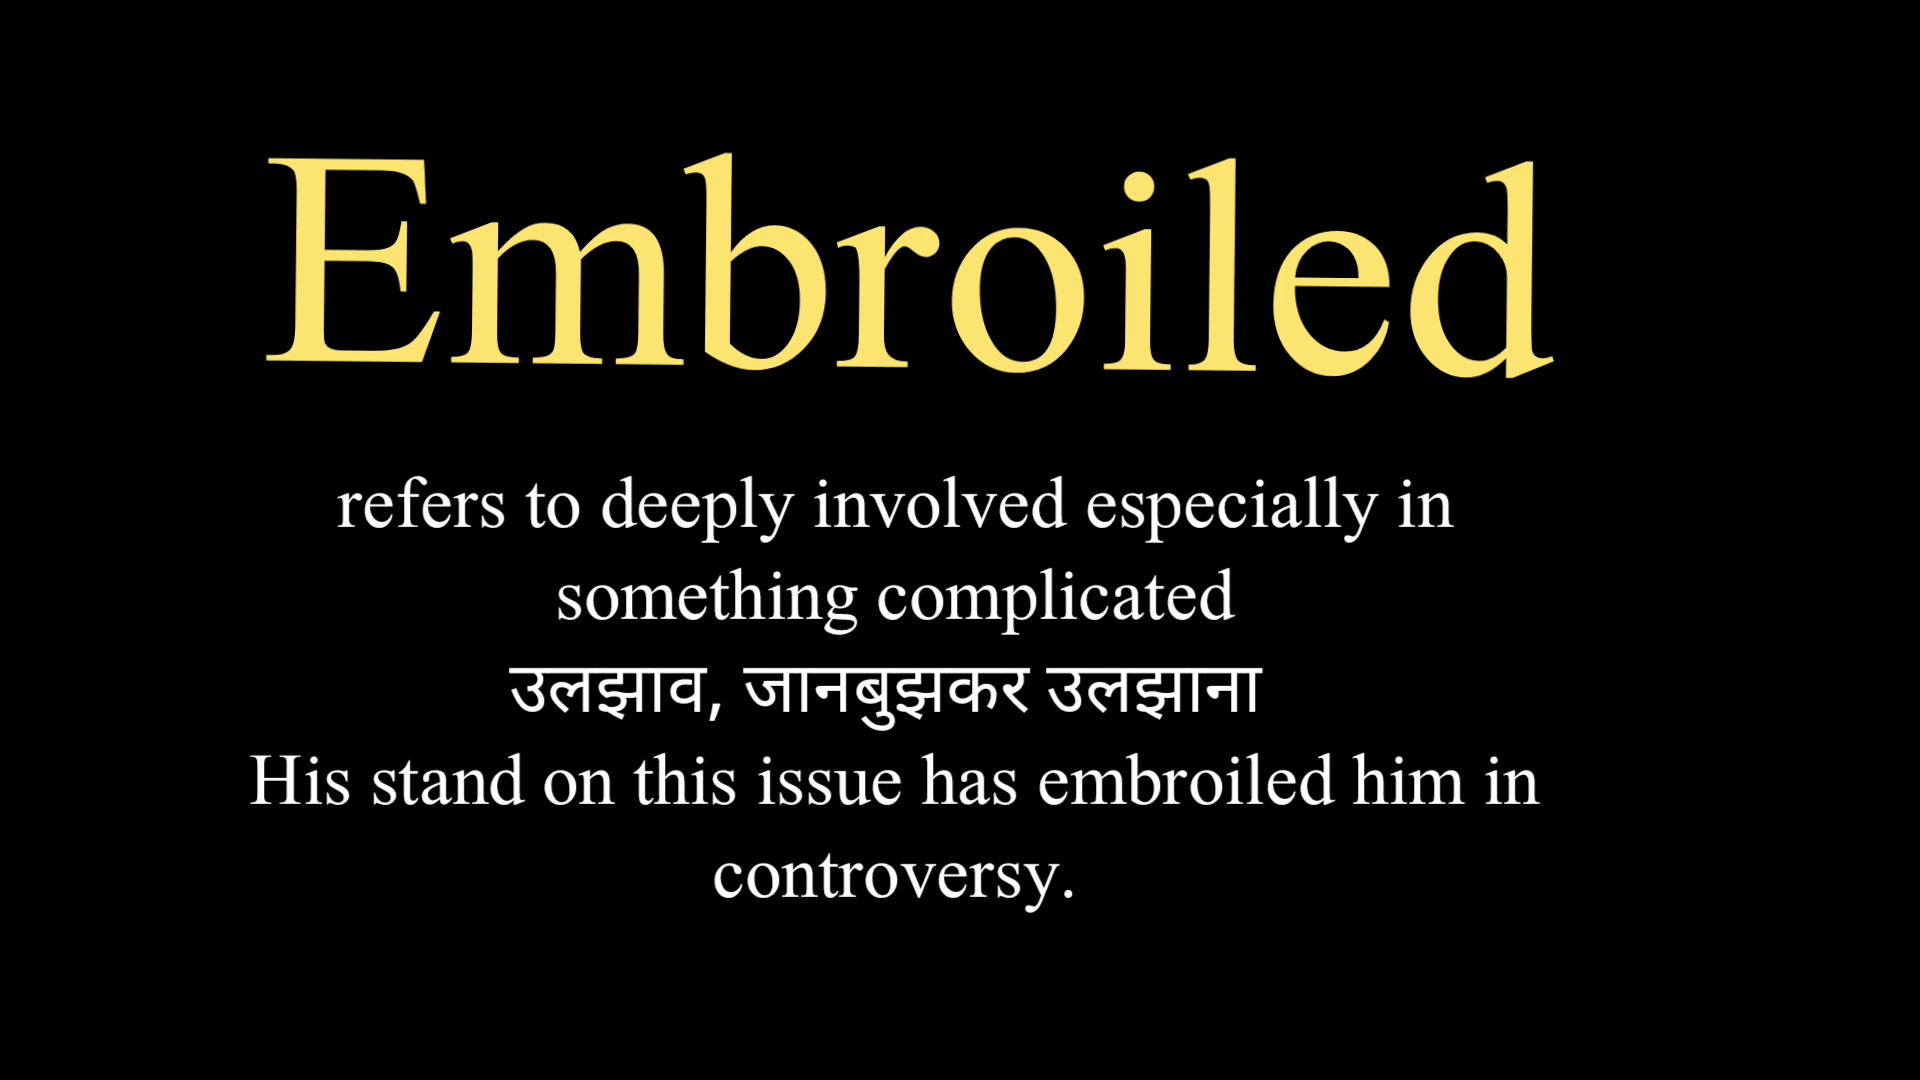 Embroiled
refers to deeply involved especially in
something complicated
उलझाव, जानबुझकर उलझाना
His stand on this issue has embroiled him in
controversy.